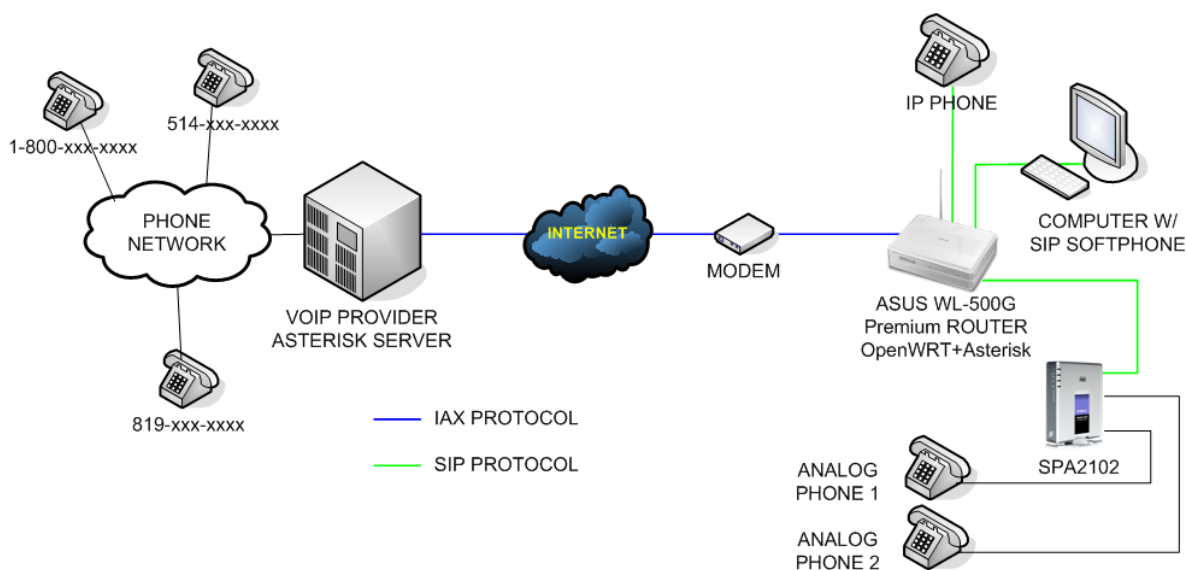 514-xxx-xxxx
1-800-xxx-xxxx
PHONE
NETWORK
819-xxx-xxxx
VOIP PROVIDER
ASTERISK SERVER
INTERNET
MODEM
IP PHONE
COMPUTER W/
SIP SOFTPHONE
ASUS WL-500G
Premium ROUTER
OpenWRT+Asterisk
SPA2102
IAX PROTOCOL
SIP PROTOCOL
ANALOG
PHONE 1
ANALOG
PHONE 2